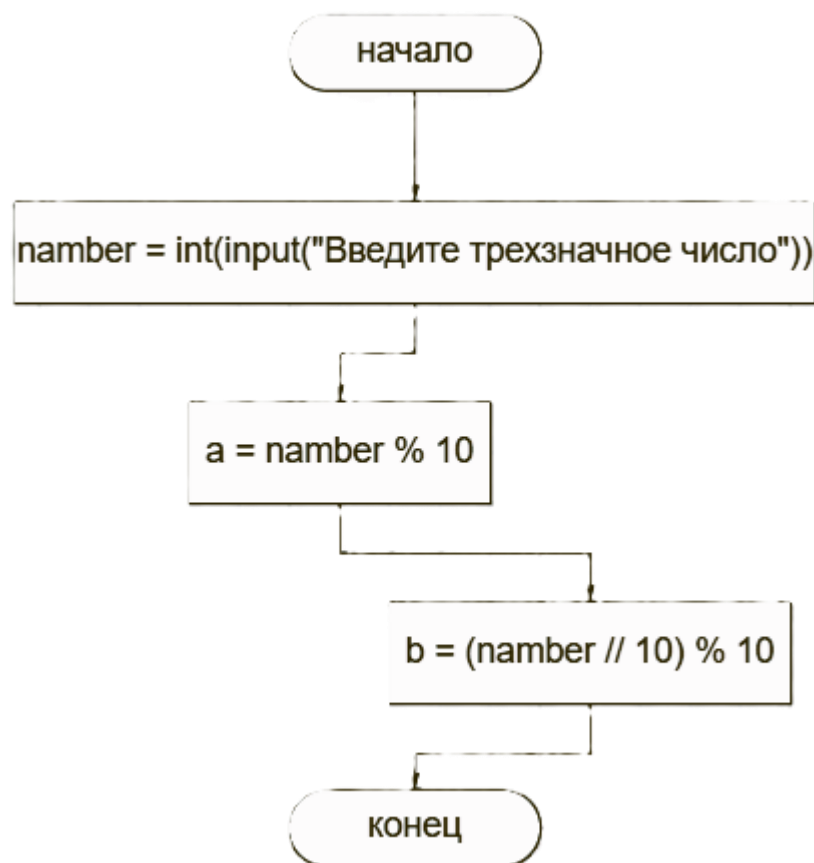 начало
namber = int(input("Введите трехзначное число"))
a = namber % 10
b = (namber // 10) % 10
конец